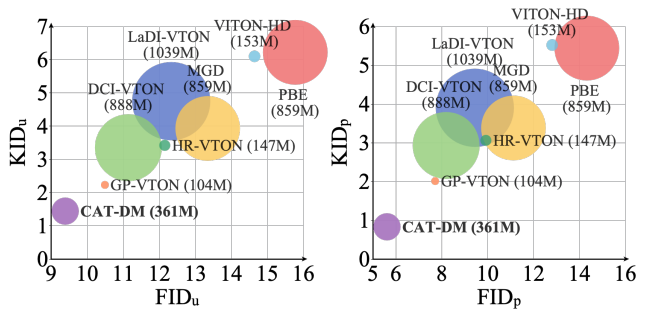 7
6
5
4
3
2
1
0
KIDu
VITON-HD
(153M)
LaDI-VTON
(1039M)
MGD
(859M)
DCI-VTON
(888M)
PBE
(859M)
HR-VTON (147M)
GP-VTON (104M)
CAT-DM (361M)
9 10 11 12 13 14 15 16
FIDu
6
5
4
3
2
1
0
KIDp
VITON-HD
(153M)
LaDI-VTON
(1039M)
MGD
(859M)
DCI-VTON
(888M)
PBE
(859M)
HR-VTON (147M)
GP-VTON (104M)
CAT-DM (361M)
5 6 8 10 12 14 16
FIDp